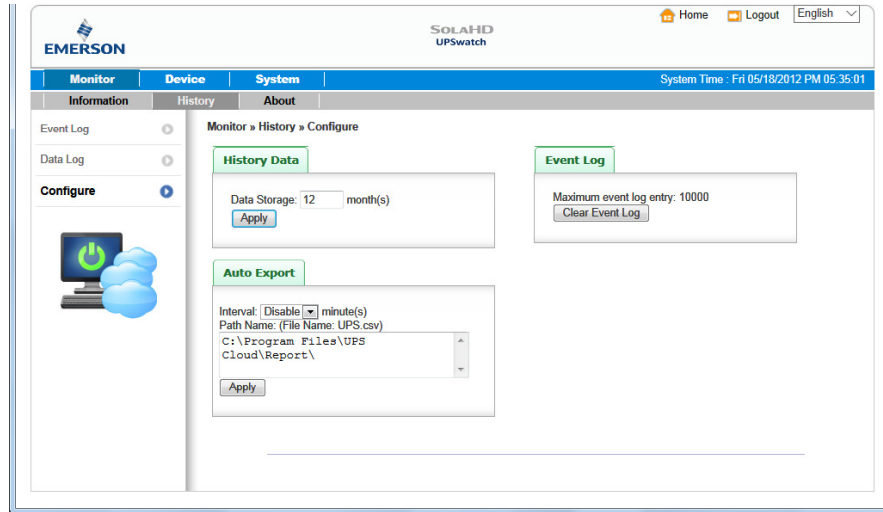 Home Logout English
EMERSON
SOLAHD
UPSwatch
Monitor Device System System Time : Fri 05/18/2012 PM 05:35:01
Information History About
Event Log
Data Log
Configure
Monitor » History » Configure
History Data
Data Storage: 12 month(s)
Apply
Event Log
Maximum event log entry: 10000
Clear Event Log
Auto Export
Interval: Disable minute(s)
Path Name: (File Name: UPS.csv)
C:\Program Files\UPS
Cloud\Report\
Apply